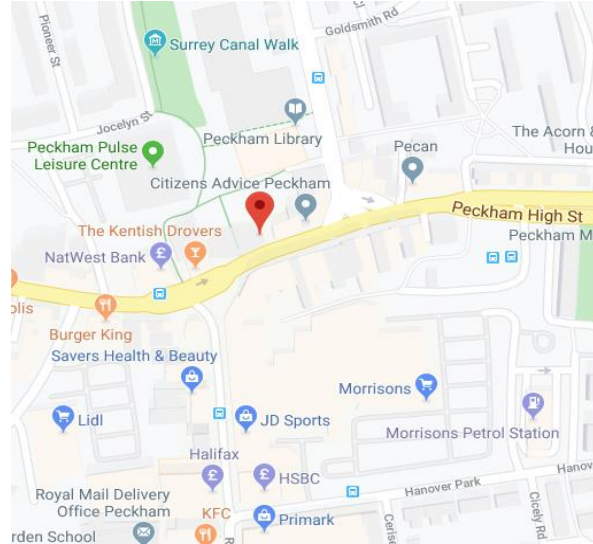 Pioneer St
Goldsmith Rd
Surrey Canal Walk
Jocelyn St
Peckham Library
Pecan
The Acorn &
Hou
Peckham Pulse
Leisure Centre
Citizens Advice Peckham
Peckham High St
The Kentish Drovers
Peckham M
NatWest Bank
olis
Burger King
Savers Health & Beauty
Morrisons
Lidl
JD Sports
Morrisons Petrol Station
Halifax
HSBC
Hanover Park
Hanov
Royal Mail Delivery
Office Peckham
KFC
Primark
Cerise
Cicely Rd
rden School
R